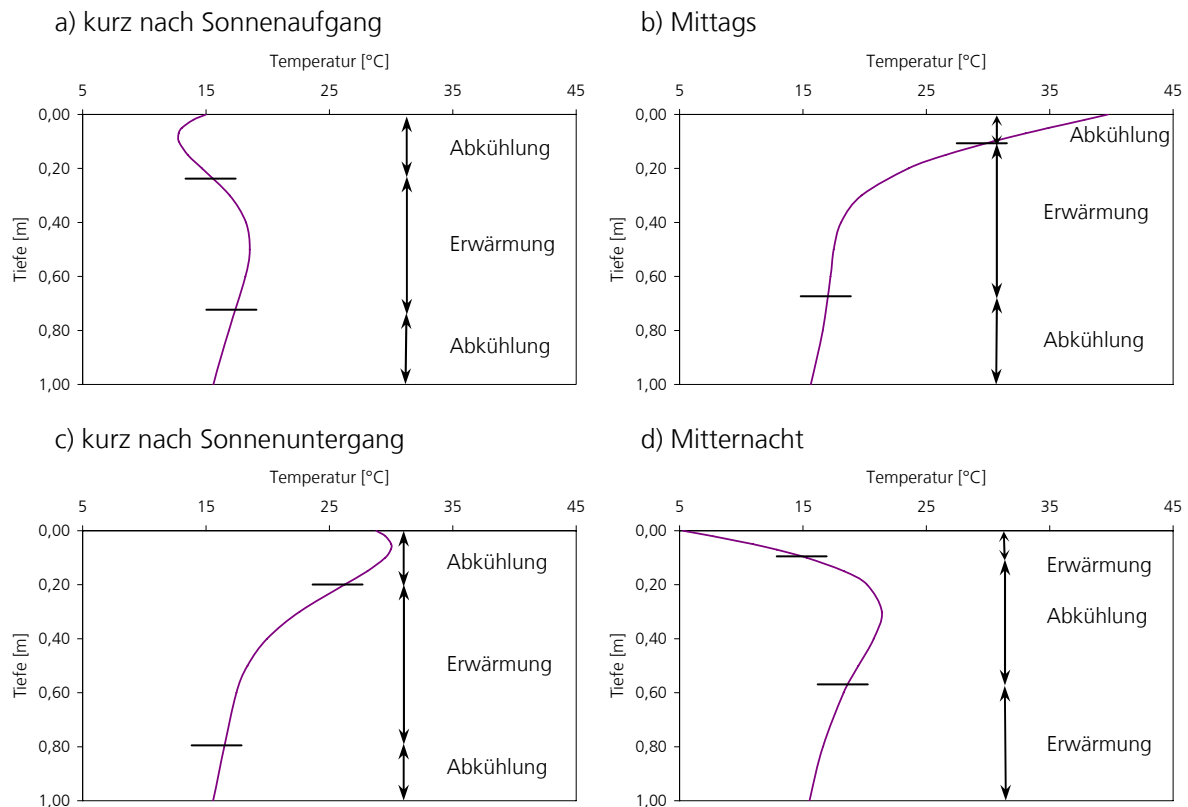 a) kurz nach Sonnenaufgang
Temperatur [°C]
5 15 25 35 45
0,00
0,20
0,40
0,60
0,80
1,00
Tiefe [m]
Abkühlung
Erwärmung
Abkühlung
b) Mittags
Temperatur [°C]
5 15 25 35 45
0,00
0,20
0,40
0,60
0,80
1,00
Tiefe [m]
Abkühlung
Erwärmung
Abkühlung
c) kurz nach Sonnenuntergang
Temperatur [°C]
5 15 25 35 45
0,00
0,20
0,40
0,60
0,80
1,00
Tiefe [m]
Abkühlung
Erwärmung
Abkühlung
d) Mitternacht
Temperatur [°C]
5 15 25 35 45
0,00
0,20
0,40
0,60
0,80
1,00
Tiefe [m]
Erwärmung
Abkühlung
Erwärmung